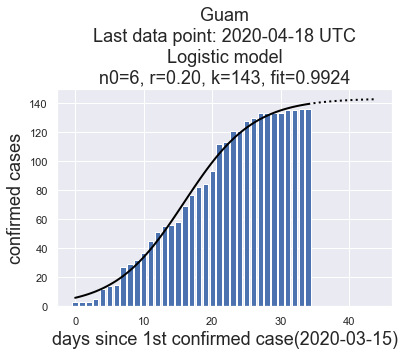 Guam
Last data point: 2020-04-18 UTC
Logistic model
n0=6, r=0.20, k=143, fit=0.9924
140
120
100
80
60
40
20
0
confirmed cases
0 10 20 30 40
days since 1st confirmed case(2020-03-15)